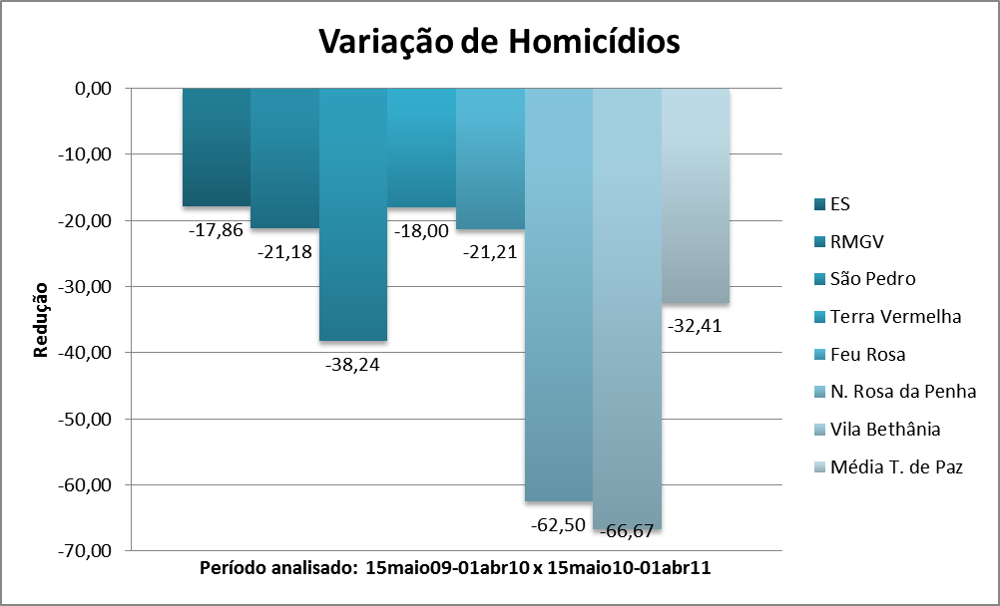 Variação de Homicídios
0,00
-10,00
-20,00
-30,00
-40,00
-50,00
-60,00
-70,00
Redução
-17,86
-21,18
-38,24
-18,00
-21,21
-62,50
-66,67
-32,41
ES
RMGV
São Pedro
Terra Vermelha
Feu Rosa
N. Rosa da Penha
Vila Bethânia
Média T. de Paz
Período analisado: 15maio09-01abr10 x 15maio10-01abr11